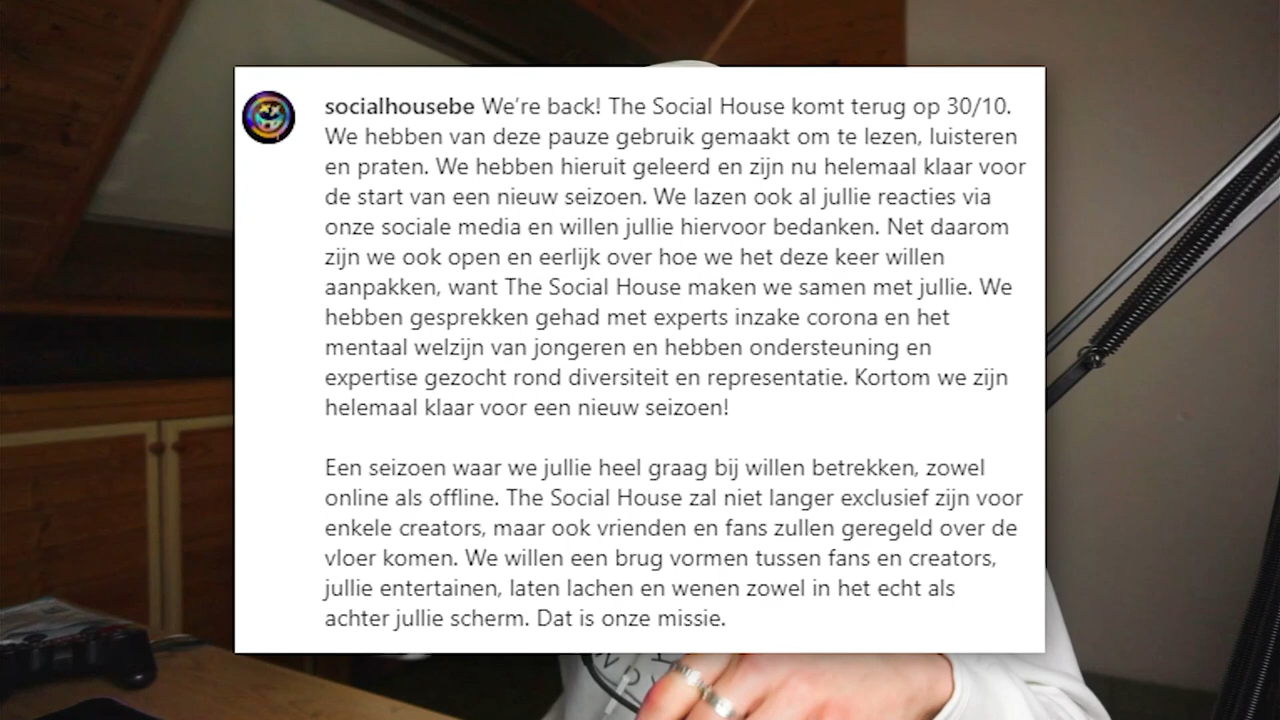 socialhousebe We’re back! The Social House komt terug op 30/10.
We hebben van deze pauze gebruik gemaakt om te lezen, luisteren
en praten. We hebben hieruit geleerd en zijn nu helemaal klaar voor
de start van een nieuw seizoen. We lazen ook al jullie reacties via
onze sociale media en willen jullie hiervoor bedanken. Net daarom
zijn we ook open en eerlijk over hoe we het deze keer willen
aanpakken, want The Social House maken we samen met jullie. We
hebben gesprekken gehad met experts inzake corona en het
mentaal welzijn van jongeren en hebben ondersteuning en
expertise gezocht rond diversiteit en representatie. Kortom we zijn
helemaal klaar voor een nieuw seizoen!
Een seizoen waar we jullie heel graag bij willen betrekken, zowel
online als offline. The Social House zal niet langer exclusief zijn voor
enkele creators, maar ook vrienden en fans zullen geregeld over de
vloer komen. We willen een brug vormen tussen fans en creators,
jullie entertainen, laten lachen en wenen zowel in het echt als
achter jullie scherm. Dat is onze missie.